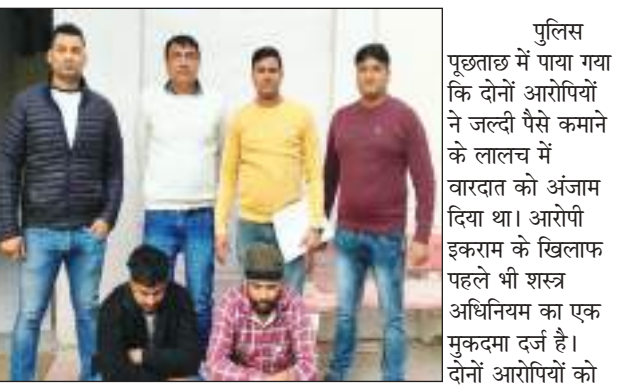 पुलिस
पूछताछ में पाया गया
कि दोनों आरोपियों
ने जल्दी पैसे कमाने
के लालच में
वारदात को अंजाम
दिया था। आरोपी
इकराम के खिलाफ
पहले भी शस्त्र
अधिनियम का एक
मुकदमा दर्ज है।
दोनों आरोपियों को